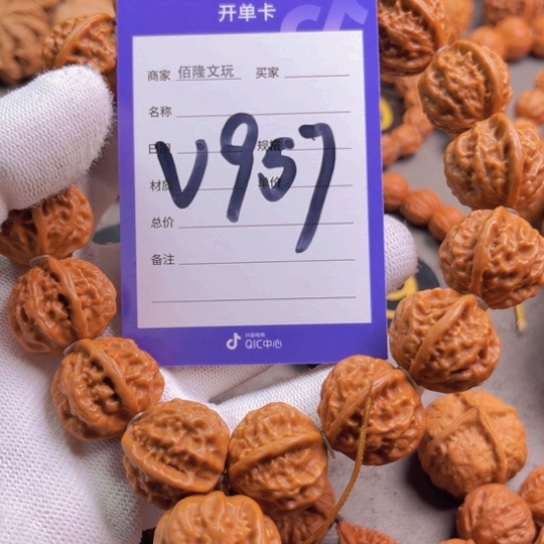 开单卡
商家 佰隆文玩 买家
名称
日期 规格
V957
材质 单价
总价
备注
抖音电商
QIC中心